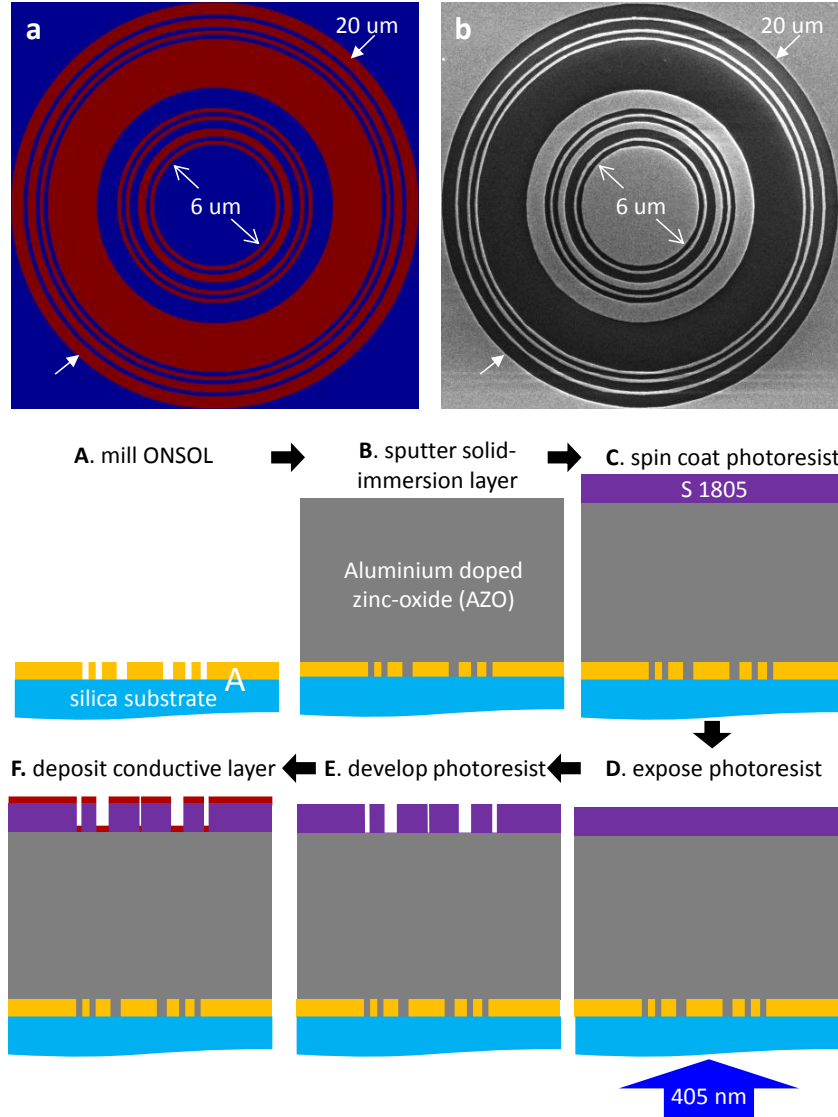 a
20 um
6 um
b
20 um
6 um
A. mill ONSOL
B. sputter solid-
immersion layer
C. spin coat photoresist
S 1805
Aluminium doped
zinc-oxide (AZO)
A
silica substrate
F. deposit conductive layer
E. develop photoresist
D. expose photoresist
405 nm